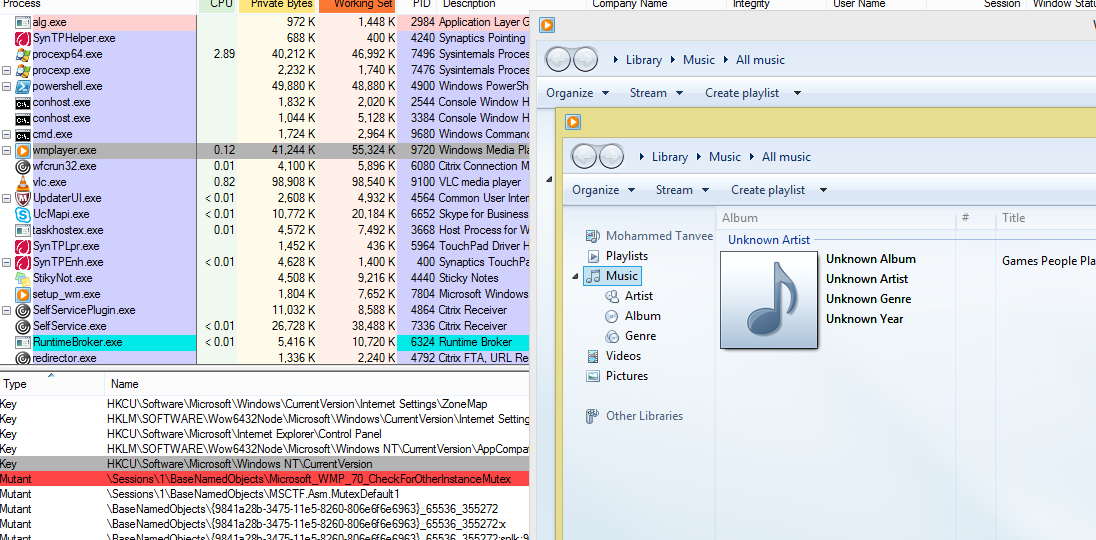 Process CPU Private Bytes Working Set PID Description Company Name Integrity User Name Session Window Statu
alg.exe 972 K 1,448 K 2984 Application Layer G
SynTPHelper.exe 688 K 400 K 4240 Synaptics Pointing
procexp64.exe 2.89 40,212 K 46,992 K 7496 Sysinternals Proce
procexp.exe 2,232 K 1,740 K 7476 Sysinternals Proce
powershell.exe 49,880 K 48,880 K 4900 Windows PowerSh
conhost.exe 1,832 K 2,020 K 2544 Console Window H
conhost.exe 1,044 K 5,128 K 3384 Console Window H
cmd.exe 1,724 K 2,964 K 9680 Windows Comman
wmplayer.exe 0.12 41,244 K 55,324 K 9720 Windows Media Pl
wfcrun32.exe 0.01 4,100 K 5,896 K 6080 Citrix Connection M
vlc.exe 0.82 98,908 K 98,540 K 9100 VLC media player
UpdaterUI.exe < 0.01 2,608 K 4,932 K 4564 Common User Inter
UcMapi.exe < 0.01 10,772 K 20,184 K 6652 Skype for Business
taskhostex.exe 0.01 4,572 K 7,492 K 3668 Host Process for W
SynTPLpr.exe 1,452 K 436 K 5964 TouchPad Driver H
SynTPEnh.exe < 0.01 4,628 K 1,400 K 4000 Synaptics TouchPa
StikyNot.exe 4,508 K 9,216 K 4440 Sticky Notes
setup_wm.exe 1,804 K 7,652 K 7804 Microsoft Windows
SelfServicePlugin.exe 11,032 K 8,588 K 4864 Citrix Receiver
SelfService.exe < 0.01 26,728 K 38,488 K 7336 Citrix Receiver
RuntimeBroker.exe < 0.01 5,416 K 10,720 K 6324 Runtime Broker
redirector.exe 1,336 K 2,240 K 4792 Citrix FTA, URL Re
Type Name
Key HKCU\Software\Microsoft\Windows\CurrentVersion\Internet Settings\ZoneMap
Key HKLM\SOFTWARE\Wow6432Node\Microsoft\Windows\CurrentVersion\Internet Setting
Key HKCU\Software\Microsoft\Internet Explorer\Control Panel
Key HKLM\SOFTWARE\Wow6432Node\Microsoft\Windows NT\CurrentVersion\AppCompat
Key HKCU\Software\Microsoft\Windows NT\CurrentVersion
Mutant \Sessions\1\BaseNamedObjects\Microsoft_WMP_70_CheckForOtherInstanceMutex
Mutant \Sessions\1\BaseNamedObjects\MSCTF.Asm.MutexDefault1
Mutant \BaseNamedObjects\{9841a28b-3475-11e5-8260-806e6f6e6963}_65536_355272
Mutant \BaseNamedObjects\{9841a28b-3475-11e5-8260-806e6f6e6963}_65536_355272:x
Library Music All music
Organize Stream Create playlist
Library Music All music
Organize Stream Create playlist
Album # Title
Mohammed Tanvee
Playlists
Music
Artist
Album
Genre
Videos
Pictures
Other Libraries
Unknown Artist
Unknown Album Games People Pla
Unknown Artist
Unknown Genre
Unknown Year